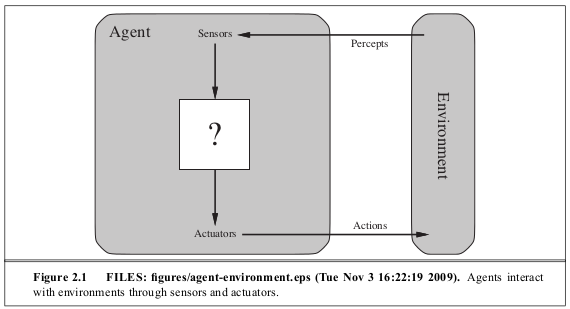 Agent
Sensors
Percepts
?
Environment
Actuators
Actions
Figure 2.1 FILES: figures/agent-environment.eps (Tue Nov 3 16:22:19 2009). Agents interact
with environments through sensors and actuators.